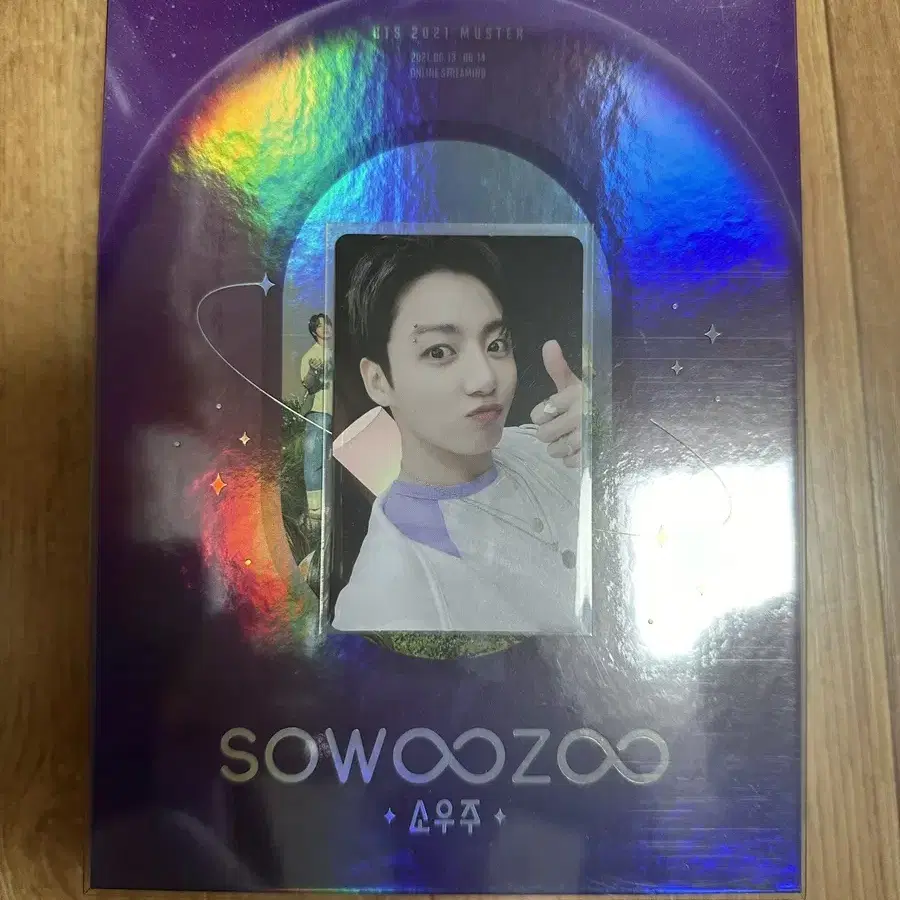 BTS 2021 MUSTER
2021.06.13 - 06.14
ONLINE STREAMING
SOWOOZOO
소우주